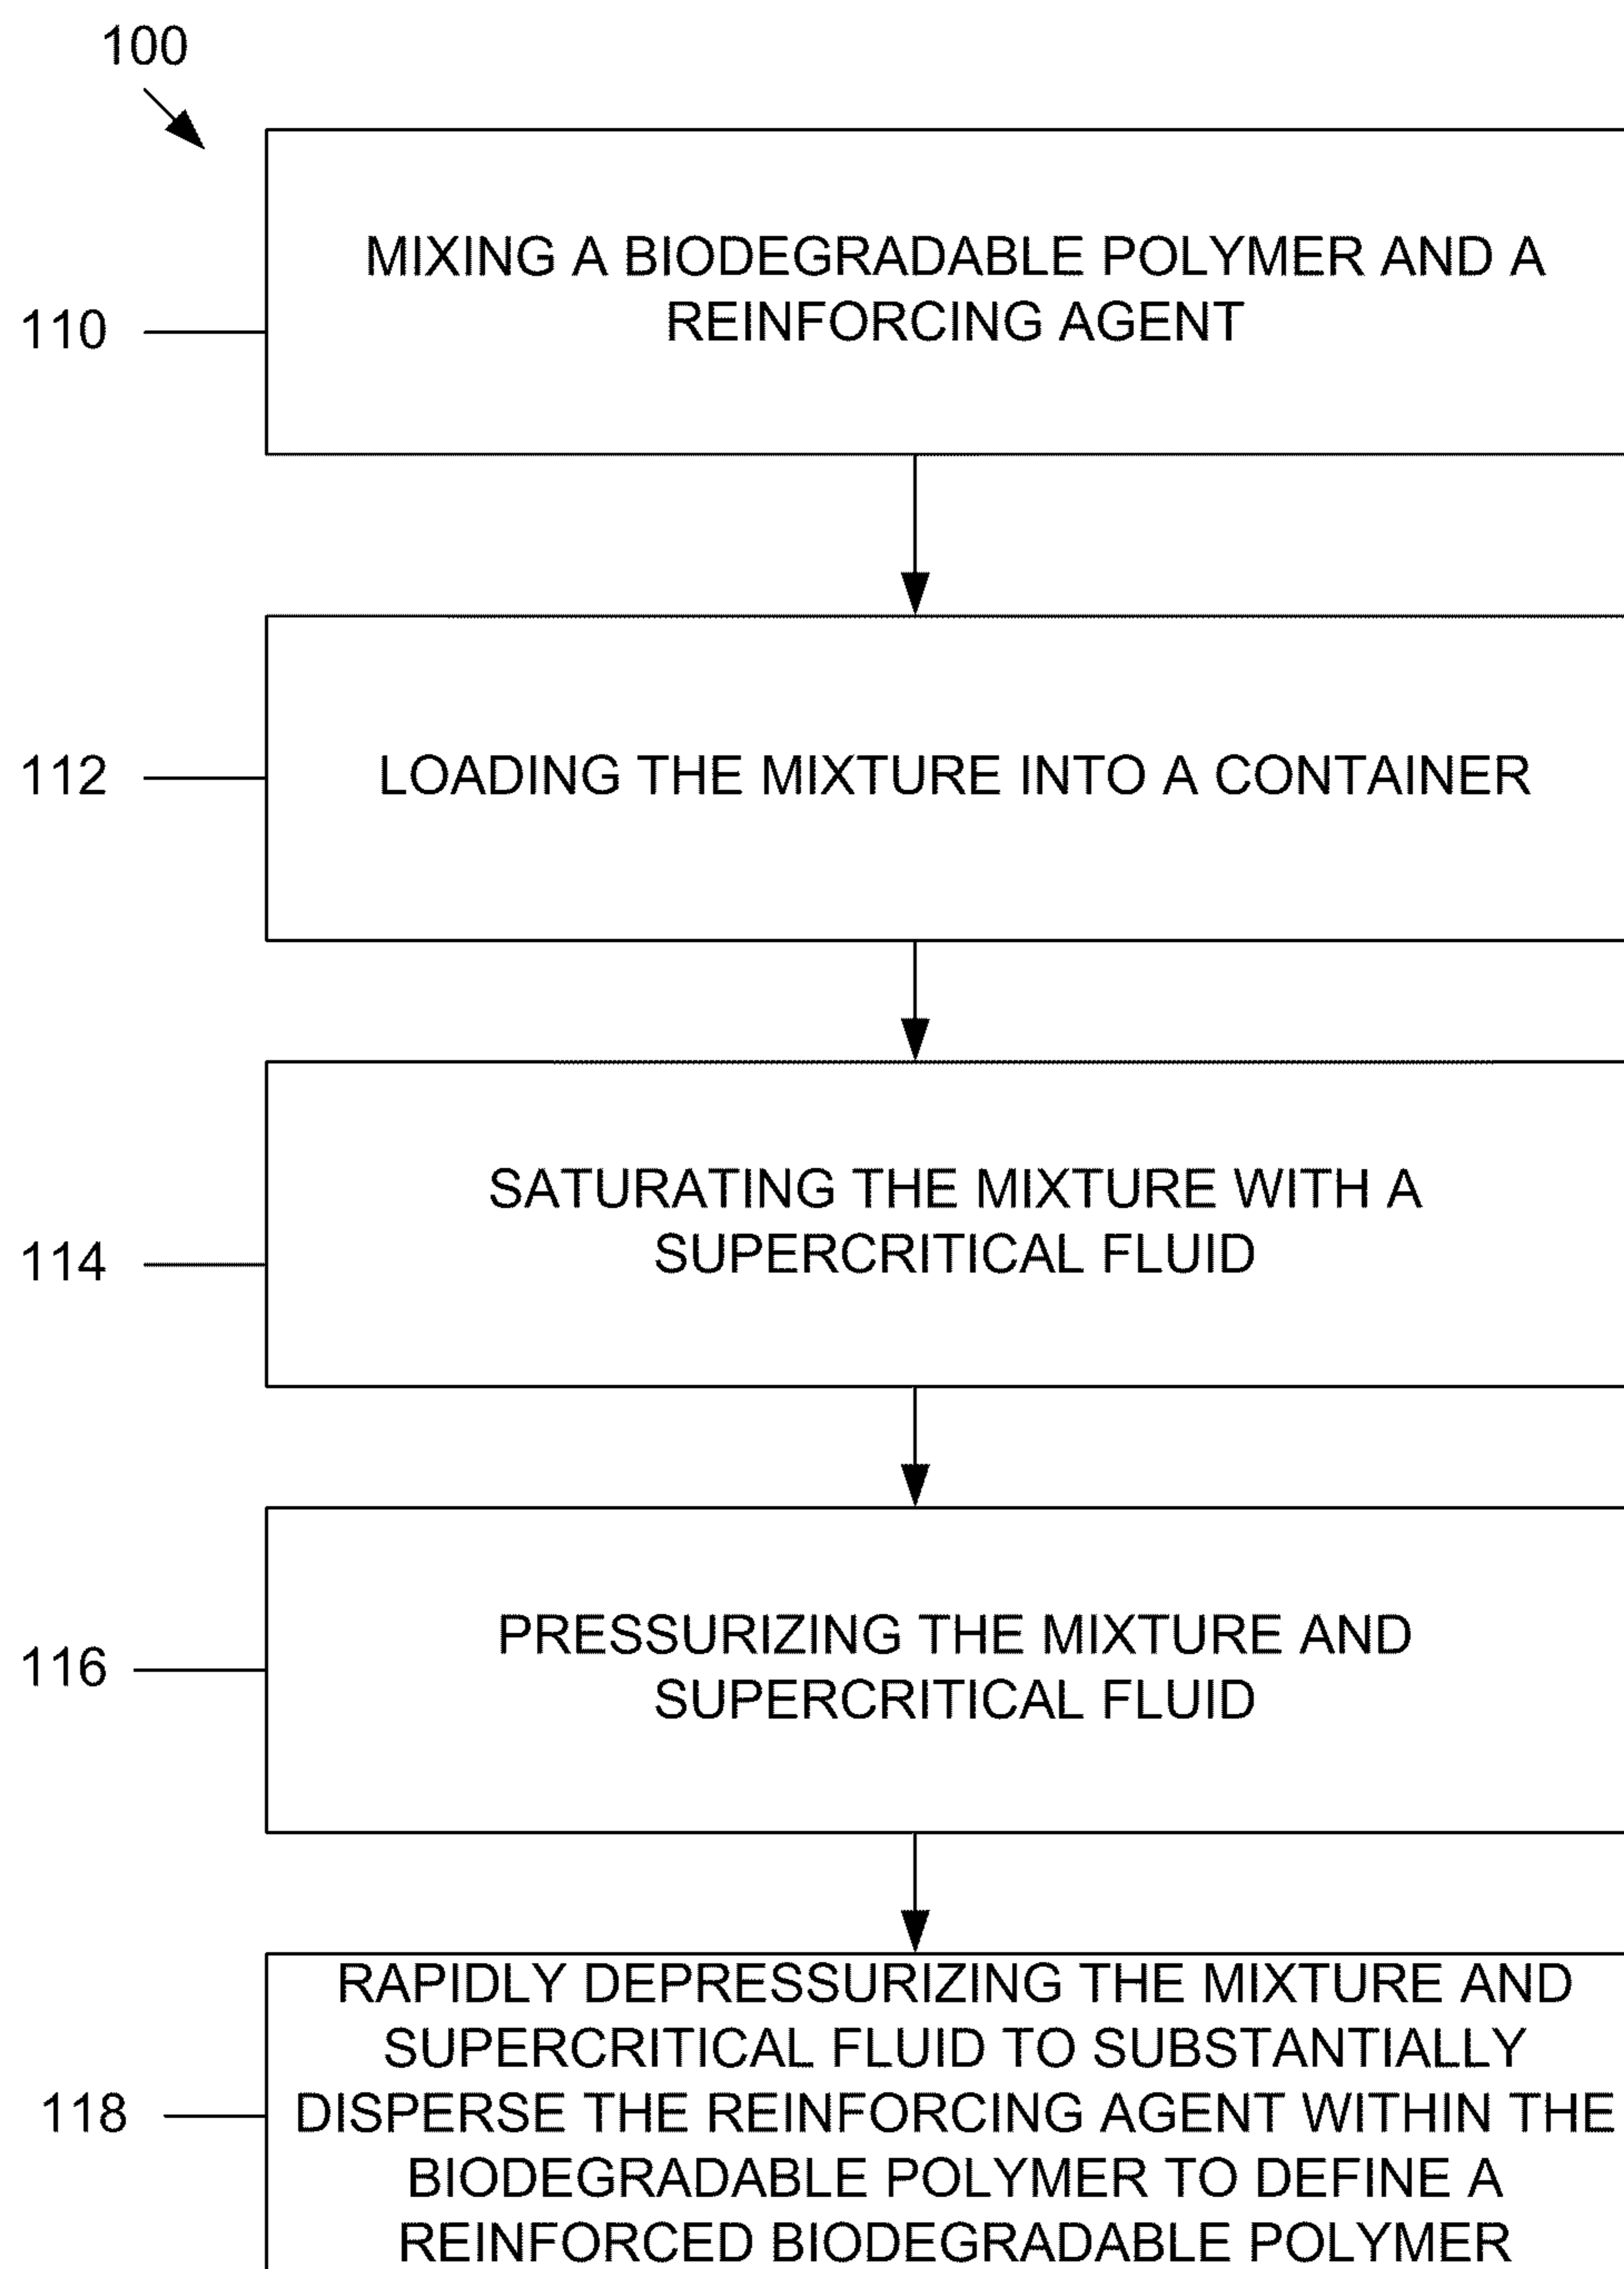 100
MIXING A BIODEGRADABLE POLYMER AND A
REINFORCING AGENT
110
LOADING THE MIXTURE INTO A CONTAINER
112
SATURATING THE MIXTURE WITH A
SUPERCRITICAL FLUID
114
PRESSURIZING THE MIXTURE AND
SUPERCRITICAL FLUID
116
RAPIDLY DEPRESSURIZING THE MIXTURE AND
SUPERCRITICAL FLUID TO SUBSTANTIALLY
DISPERSE THE REINFORCING AGENT WITHIN THE
BIODEGRADABLE POLYMER TO DEFINE A
REINFORCED BIODEGRADABLE POLYMER
118